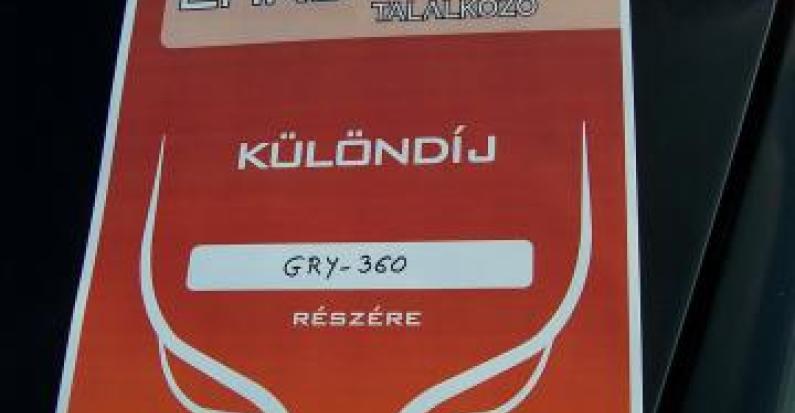 TALÁLKOZÓ
KÜLÖNDÍJ
GRY-360
RÉSZÉRE